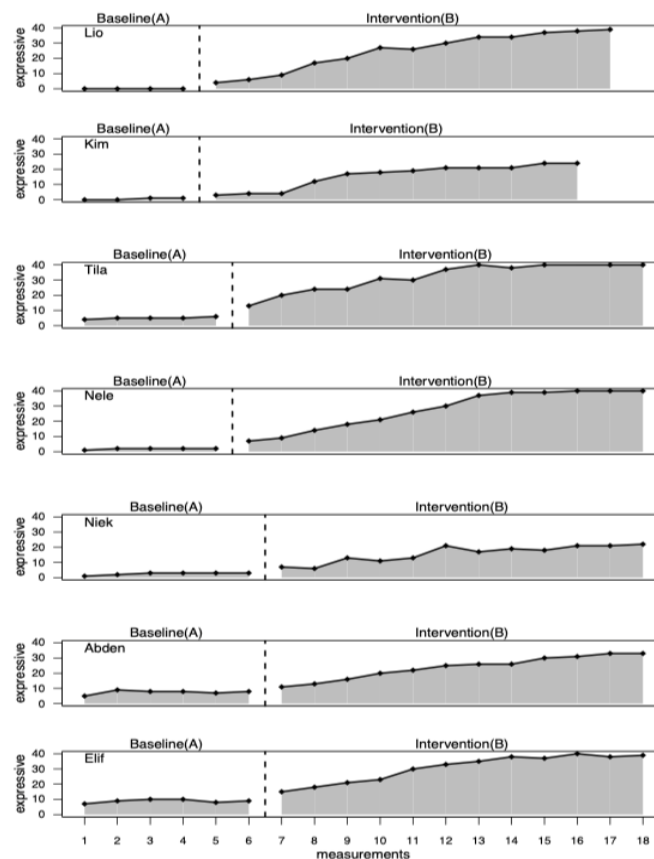 Baseline(A) Intervention(B)
Lio
expressive
40
30
20
10
0
Baseline(A) Intervention(B)
Kim
expressive
40
30
20
10
0
Baseline(A) Intervention(B)
Tila
expressive
40
30
20
10
0
Baseline(A) Intervention(B)
Nele
expressive
40
30
20
10
0
Baseline(A) Intervention(B)
Niek
expressive
40
30
20
10
0
Baseline(A) Intervention(B)
Abden
expressive
40
30
20
10
0
Baseline(A) Intervention(B)
Elif
expressive
40
30
20
10
0
1 2 3 4 5 6 7 8 9 10 11 12 13 14 15 16 17 18
measurements